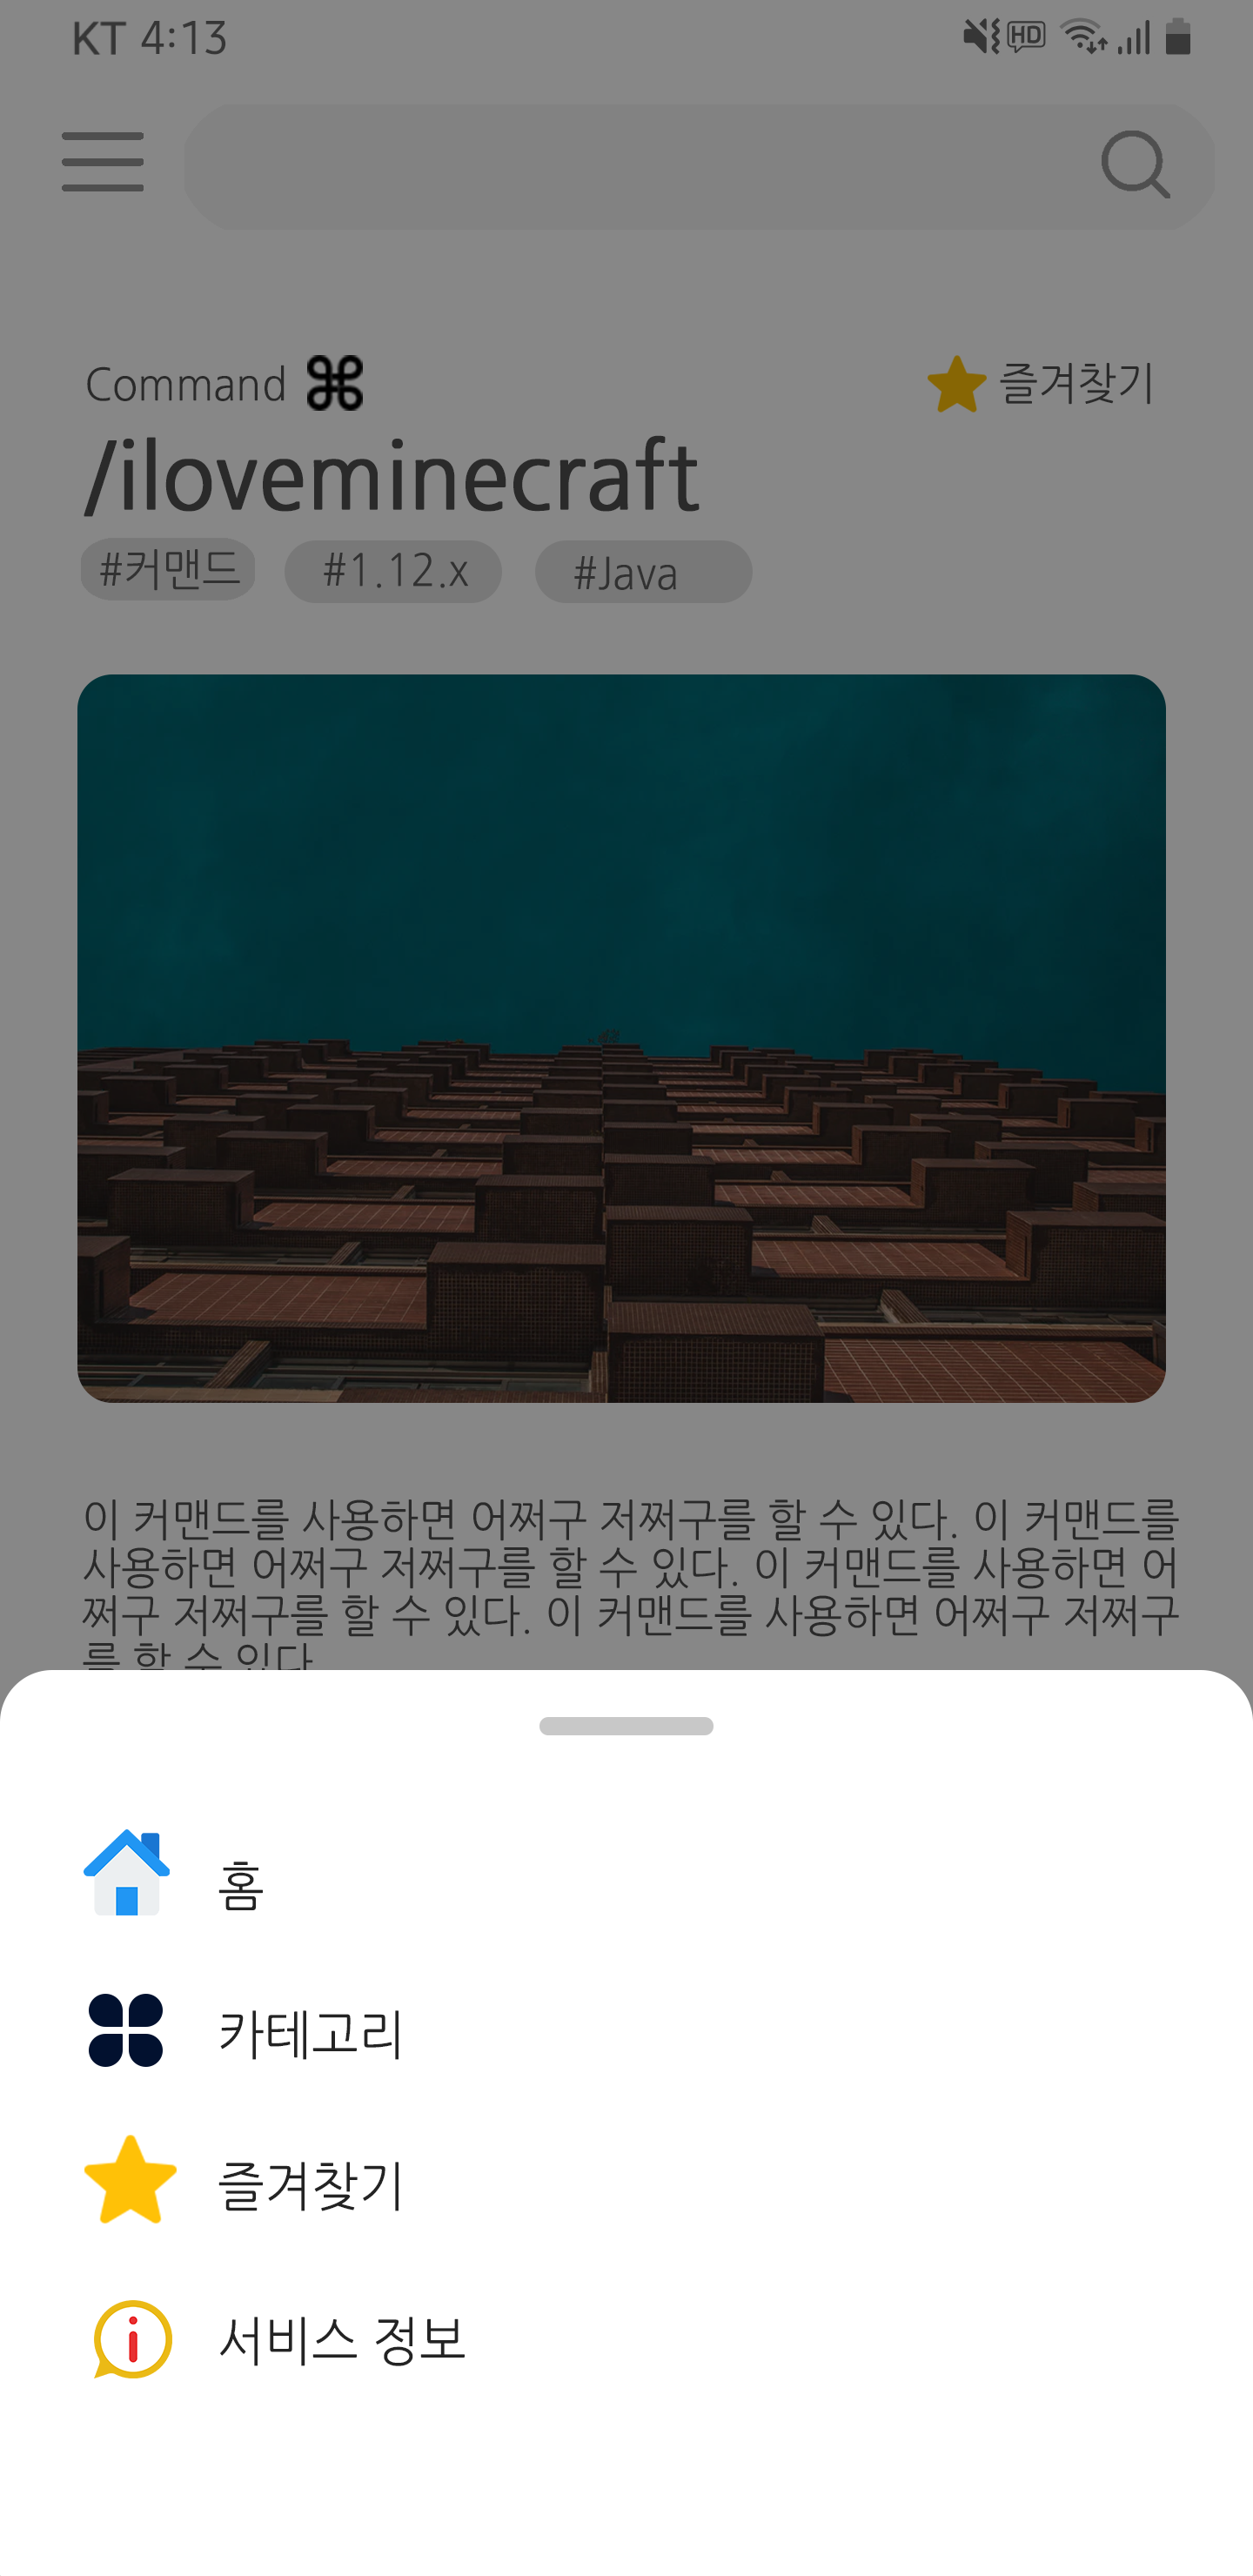 KT 4:13
HD
Command
즐겨찾기
/iloveminecraft
#커맨드 #1.12.x #Java
이 커맨드를 사용하면 어쩌구 저쩌구를 할 수 있다. 이 커맨드를
사용하면 어쩌구 저쩌구를 할 수 있다. 이 커맨드를 사용하면 어
쩌구 저쩌구를 할 수 있다. 이 커맨드를 사용하면 어쩌구 저쩌구
를 할 수 있다
홈
카테고리
즐겨찾기
서비스 정보